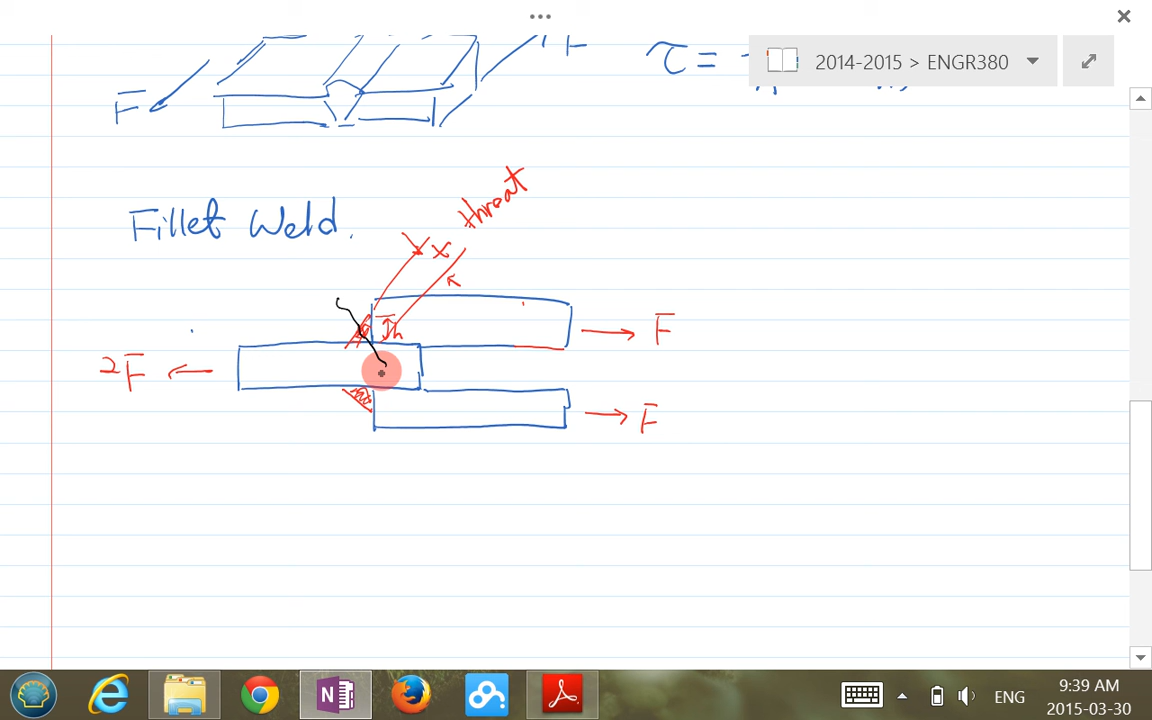 F
F
τ =
2014-2015 > ENGR380
Fillet Weld.
throat
x
h
F
2F
F
ENG
9:39 AM
2015-03-30